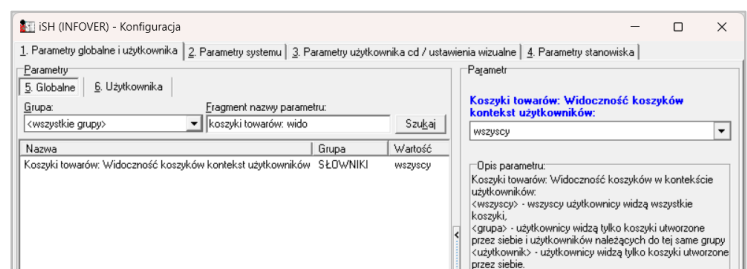 iSH (INFOVER) - Konfiguracja
1. Parametry globalne i użytkownika 2. Parametry systemu 3. Parametry użytkownika cd / ustawienia wizualne 4. Parametry stanowiska
Parametry
5. Globalne 6. Użytkownika
Grupa: Fragment nazwy parametru:
<wszystkie grupy> koszyki towarów: wido Szukaj
Nazwa Grupa Wartość
Koszyki towarów: Widoczność koszyków kontekst użytkowników SŁOWNIKI wszyscy
Parametr
Koszyki towarów: Widoczność koszyków
kontekst użytkowników:
wszyscy
Opis parametru:
Koszyki towarów: Widoczność koszyków w kontekście
użytkowników:
<wszyscy> - wszyscy użytkownicy widzą wszystkie
koszyki,
<grupa> - użytkownicy widzą tylko koszyki utworzone
przez siebie i użytkowników należących do tej same grupy
<użytkownik> - użytkownicy widzą tylko koszyki utworzone
przez siebie.